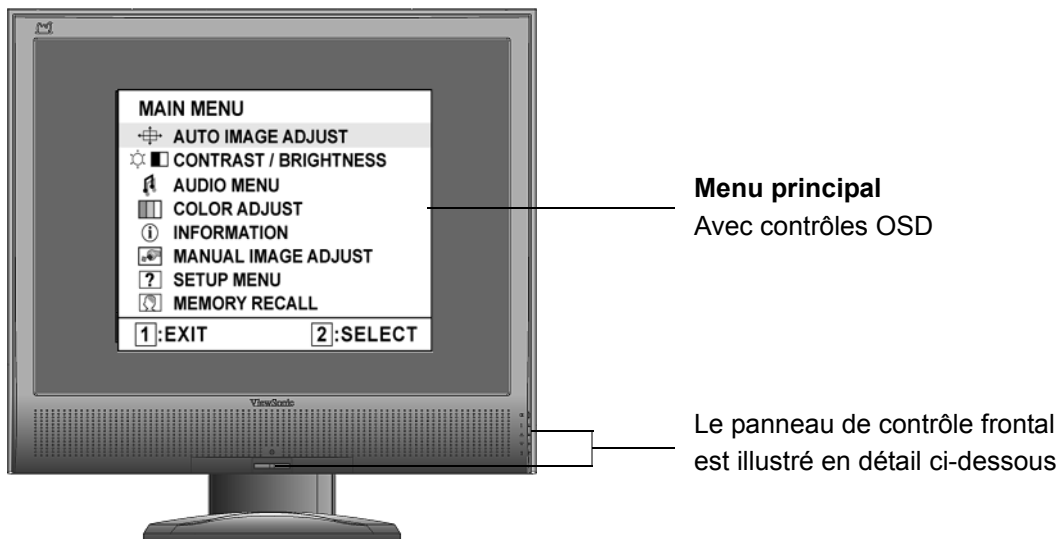 MAIN MENU
AUTO IMAGE ADJUST
CONTRAST / BRIGHTNESS
AUDIO MENU
COLOR ADJUST
INFORMATION
MANUAL IMAGE ADJUST
? SETUP MENU
MEMORY RECALL
1:EXIT 2:SELECT
ViewSonic
Menu principal
Avec contrôles OSD
Le panneau de contrôle frontal
est illustré en détail ci-dessous